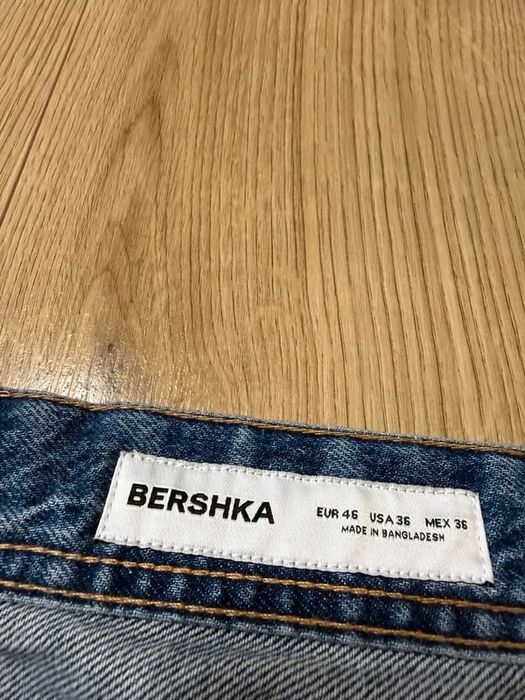 BERSHKA
EUR 46 USA 36 MEX 36
MADE IN BANGLADESH